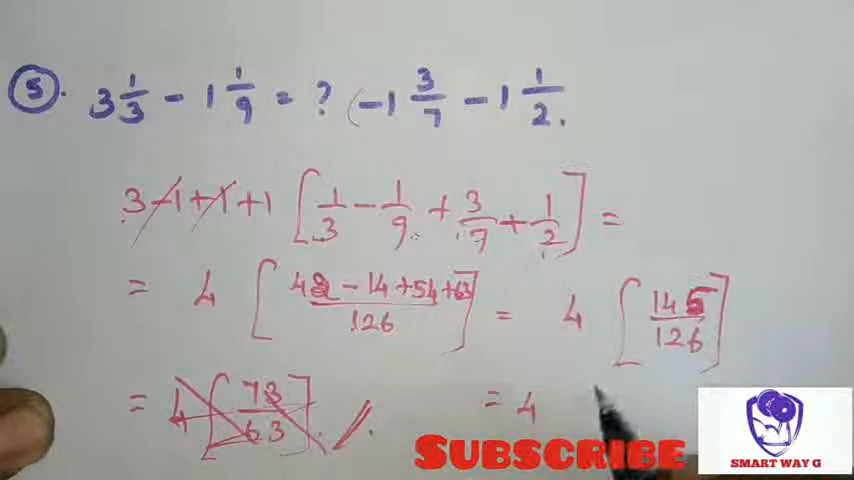 5. 3 1/3 - 1 1/9 = ? (-1 3/7 - 1 1/2.
3 - 1 + 1 + 1 [1/3 - 1/9 + 3/7 + 1/2] =
= 4 [42 - 14 + 54 + 63 / 126] = 4 [145/126]
= 4 [73/63]. = 4
SUBSCRIBE
SMART WAY G